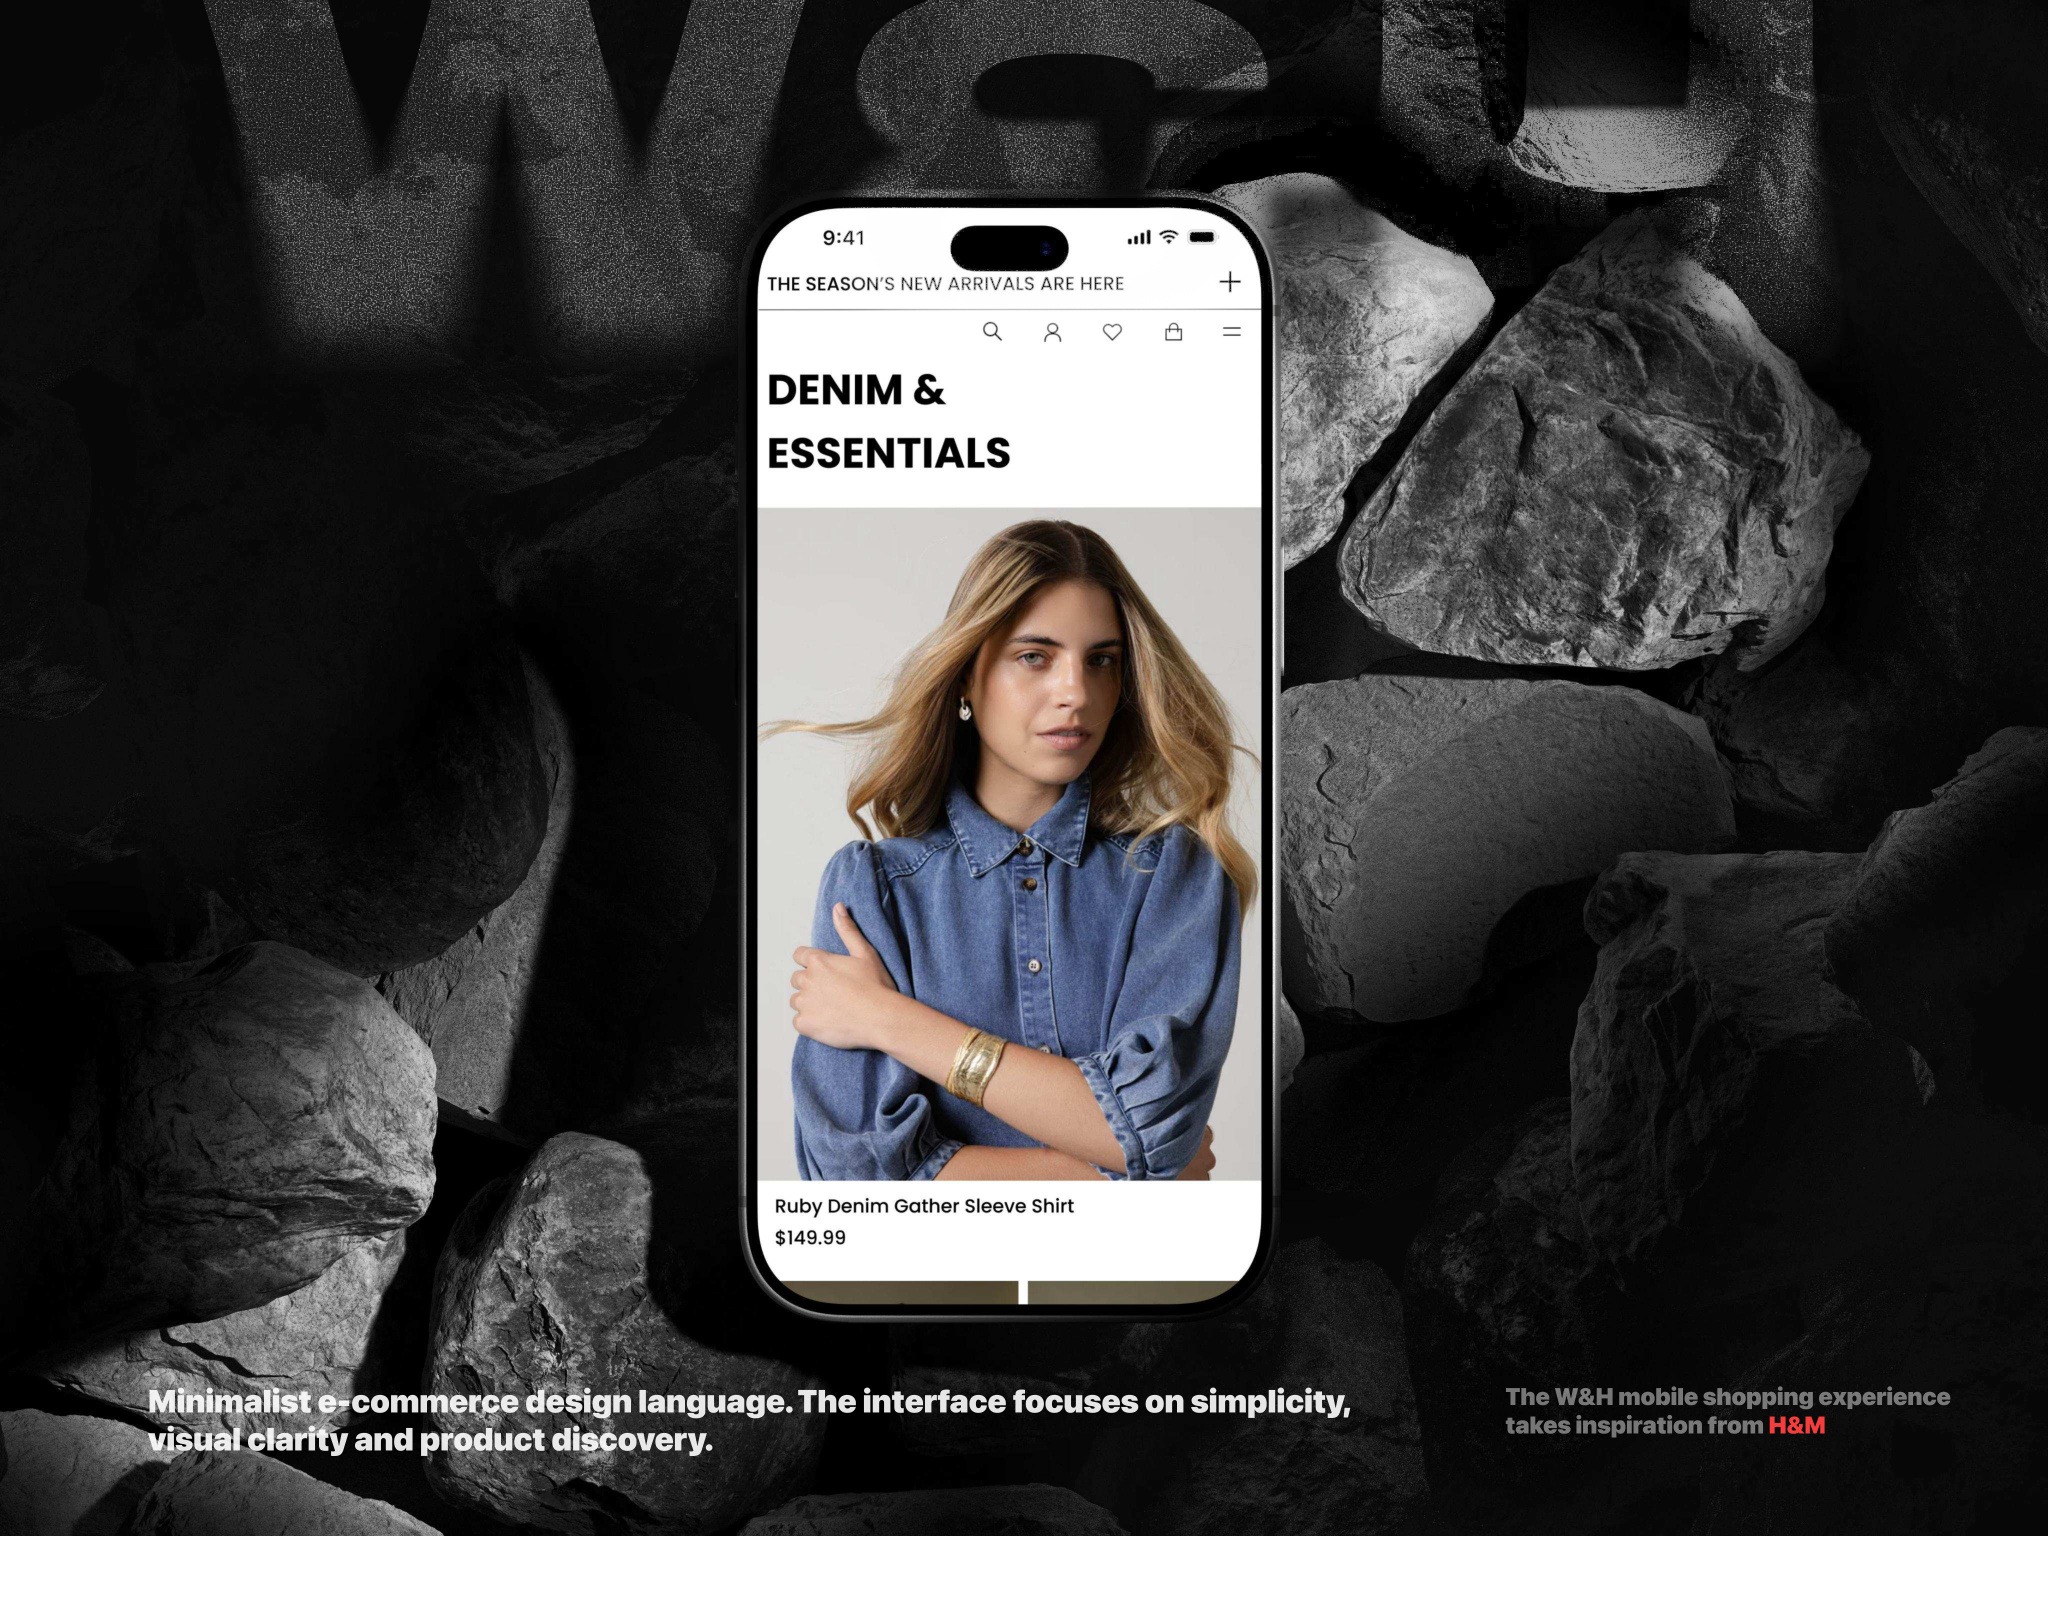 W&H
9:41
THE SEASON'S NEW ARRIVALS ARE HERE
DENIM &
ESSENTIALS
Ruby Denim Gather Sleeve Shirt
$149.99
Minimalist e-commerce design language. The interface focuses on simplicity,
visual clarity and product discovery.
The W&H mobile shopping experience
takes inspiration from H&M